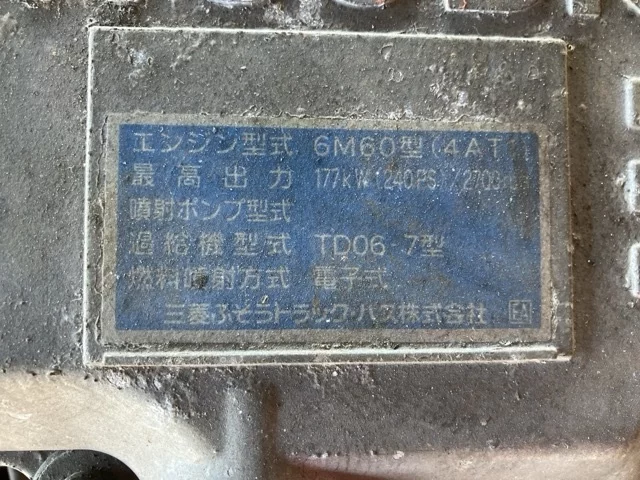 エンジン型式 6M60型(4AT
最高出力 177kW{240PS}/2700
噴射ポンプ型式
過給機型式 TD06-7型
燃料噴射方式 電子式
三菱ふそうトラック・バス株式会社